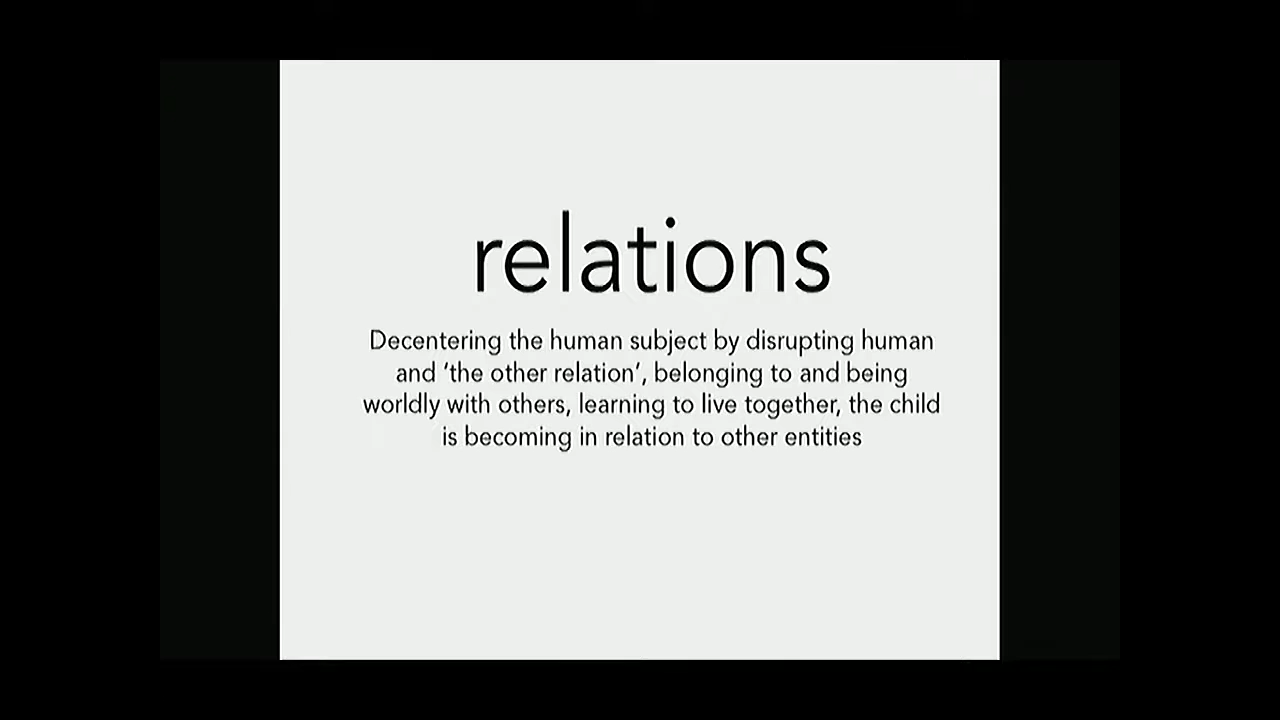 relations
Decentering the human subject by disrupting human
and ‘the other relation’, belonging to and being
worldly with others, learning to live together, the child
is becoming in relation to other entities